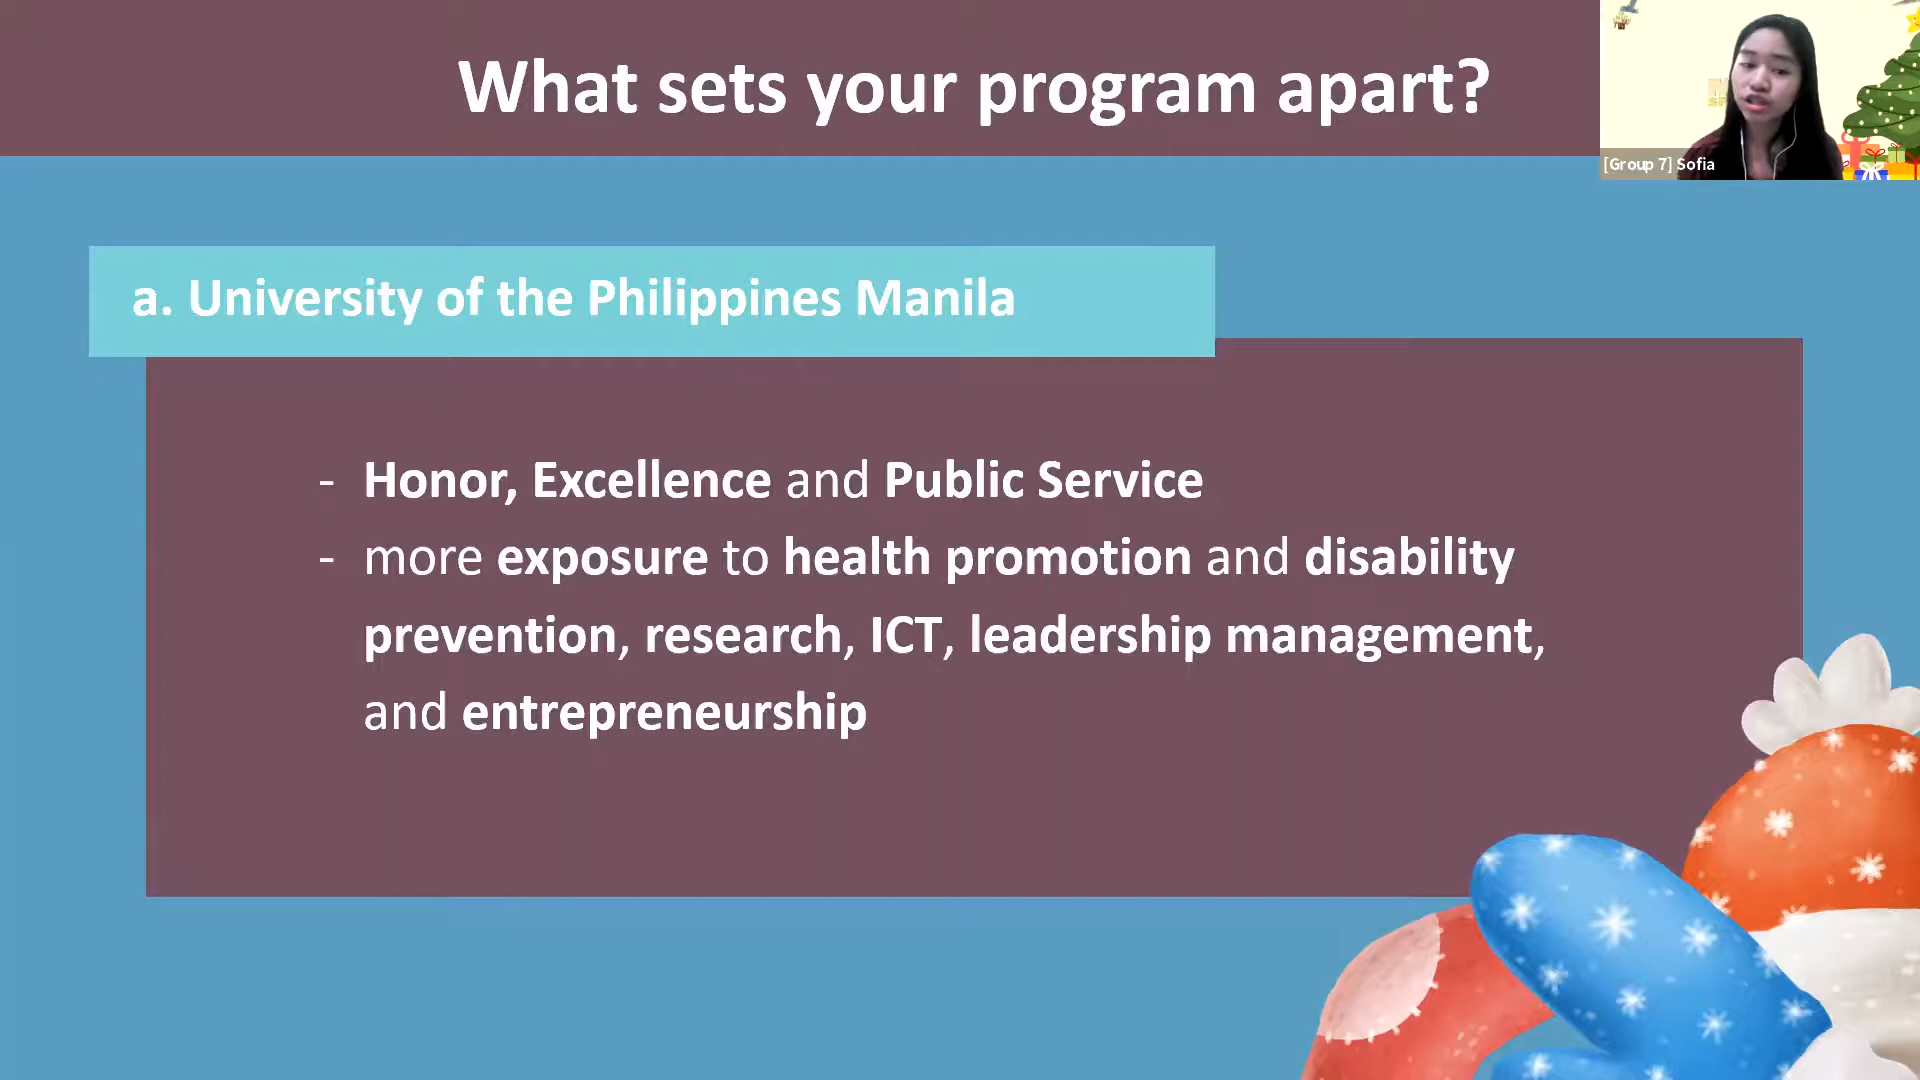 What sets your program apart?
[Group 7] Sofia
a. University of the Philippines Manila
- Honor, Excellence and Public Service
- more exposure to health promotion and disability
prevention, research, ICT, leadership management,
and entrepreneurship